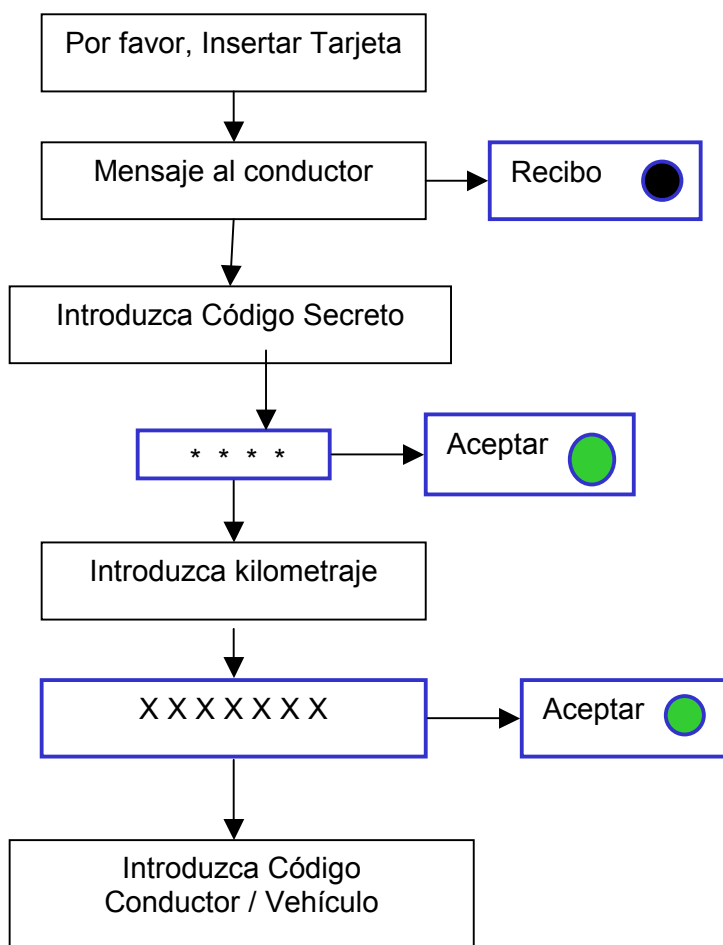 Por favor, Insertar Tarjeta
Mensaje al conductor
Recibo
Introduzca Código Secreto
* * * *
Aceptar
Introduzca kilometraje
X X X X X X X
Aceptar
Introduzca Código
Conductor / Vehículo